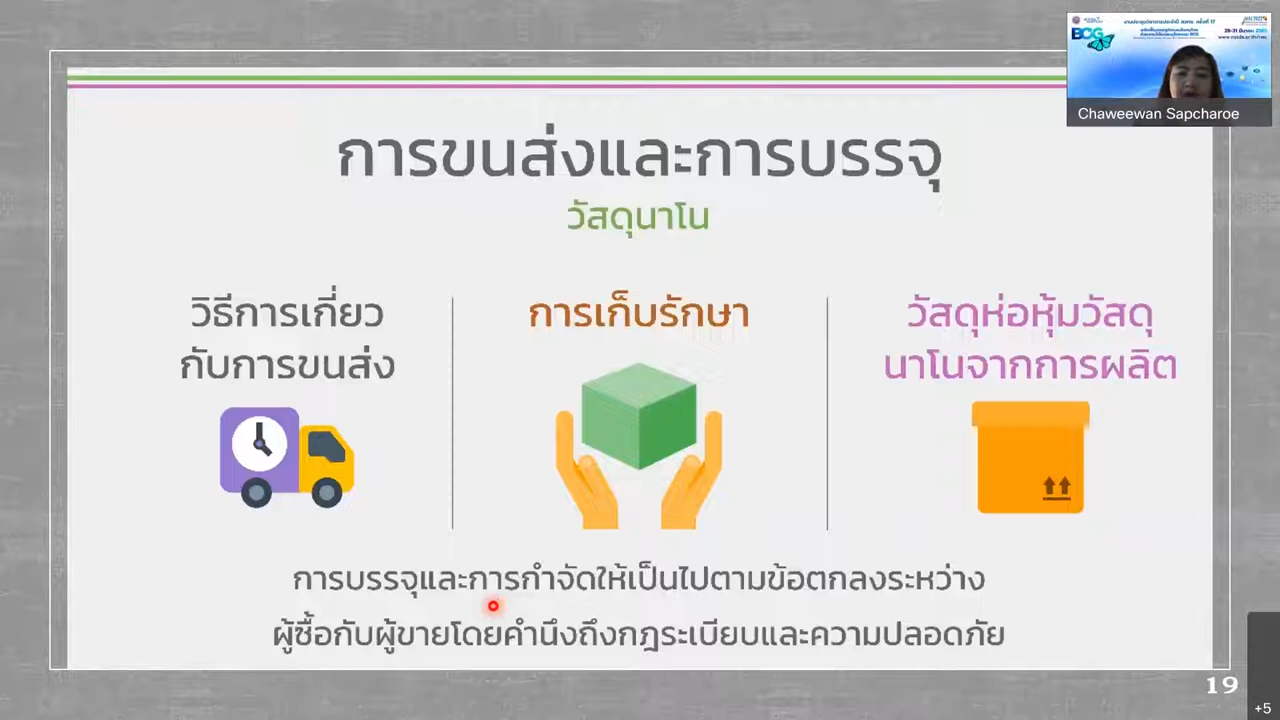 การขนส่งและการบรรจุ
วัสดุนาโน
วิธีการเกี่ยว
กับการขนส่ง
การเก็บรักษา
วัสดุห่อหุ้มวัสดุ
นาโนจากการผลิต
การบรรจุและการกำจัดให้เป็นไปตามข้อตกลงระหว่าง
ผู้ซื้อกับผู้ขายโดยคำนึงถึงกฎระเบียบและความปลอดภัย
19
+5
BCG
Chaweewan Sapcharoe